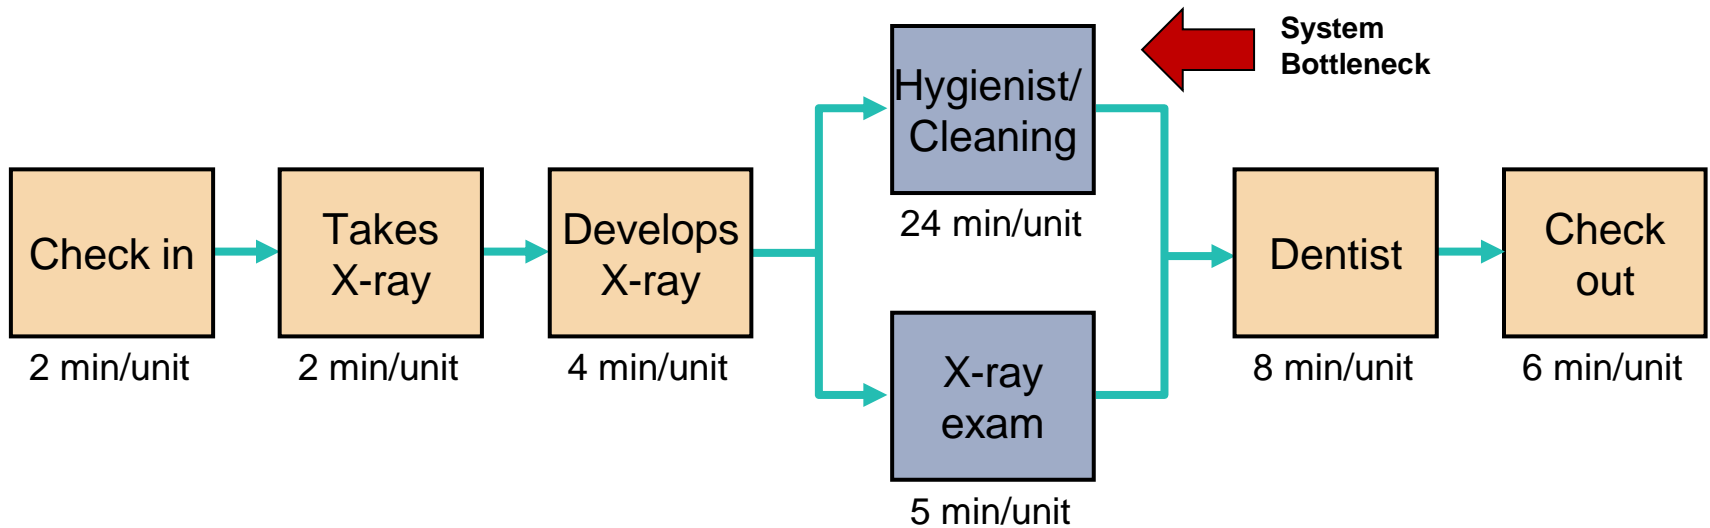 System
Bottleneck
Hygienist/
Cleaning
24 min/unit
Check in
2 min/unit
Takes
X-ray
2 min/unit
Develops
X-ray
4 min/unit
X-ray
exam
5 min/unit
Dentist
8 min/unit
Check
out
6 min/unit